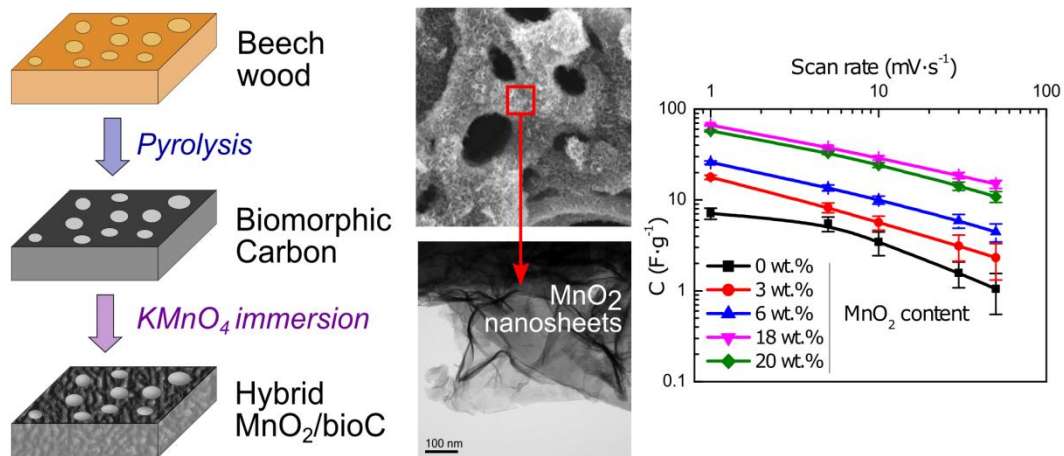 Beech
wood
Pyrolysis
Biomorphic
Carbon
KMnO₄ immersion
Hybrid
MnO₂/bioC
MnO₂
nanosheets
100 nm
Scan rate (mV·s⁻¹)
1 10 100
C (F·g⁻¹)
100
10
1
0.1
0 wt.%
3 wt.%
6 wt.%
18 wt.%
20 wt.%
MnO₂ content